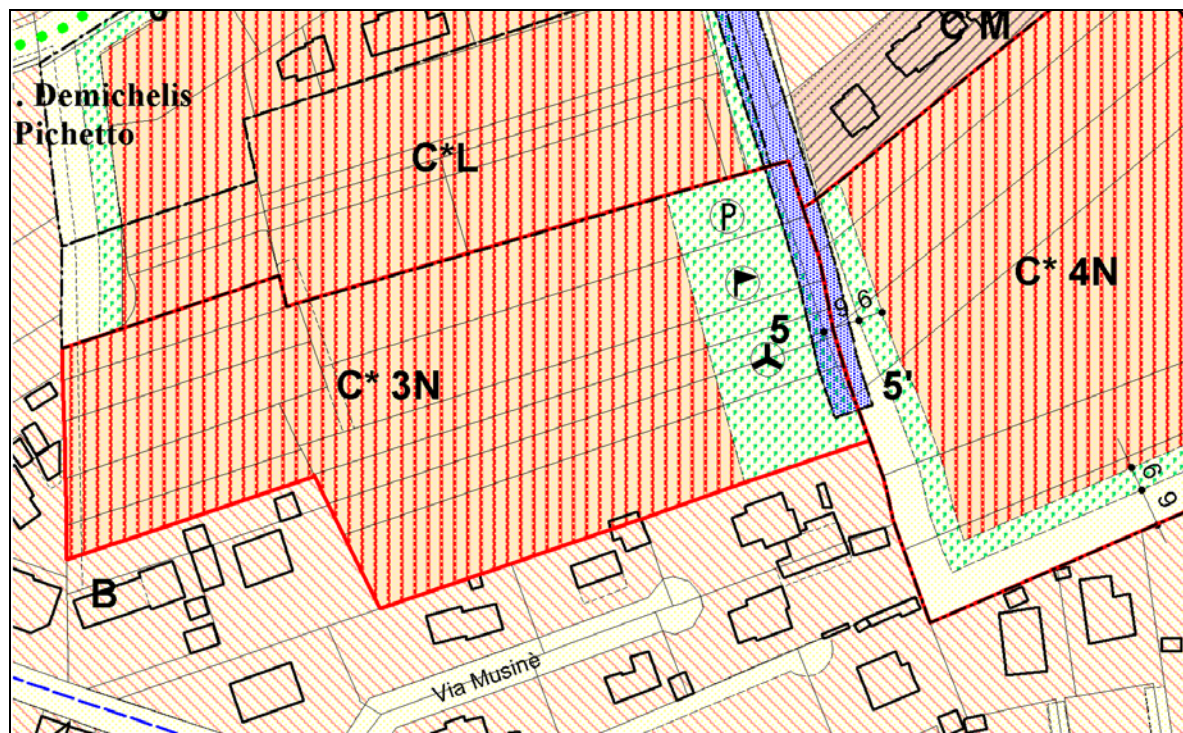 C*M
. Demichelis
Pichetto
C*L
P
C* 4N
6
9
5
C* 3N
5'
6
9
B
Via Musinè